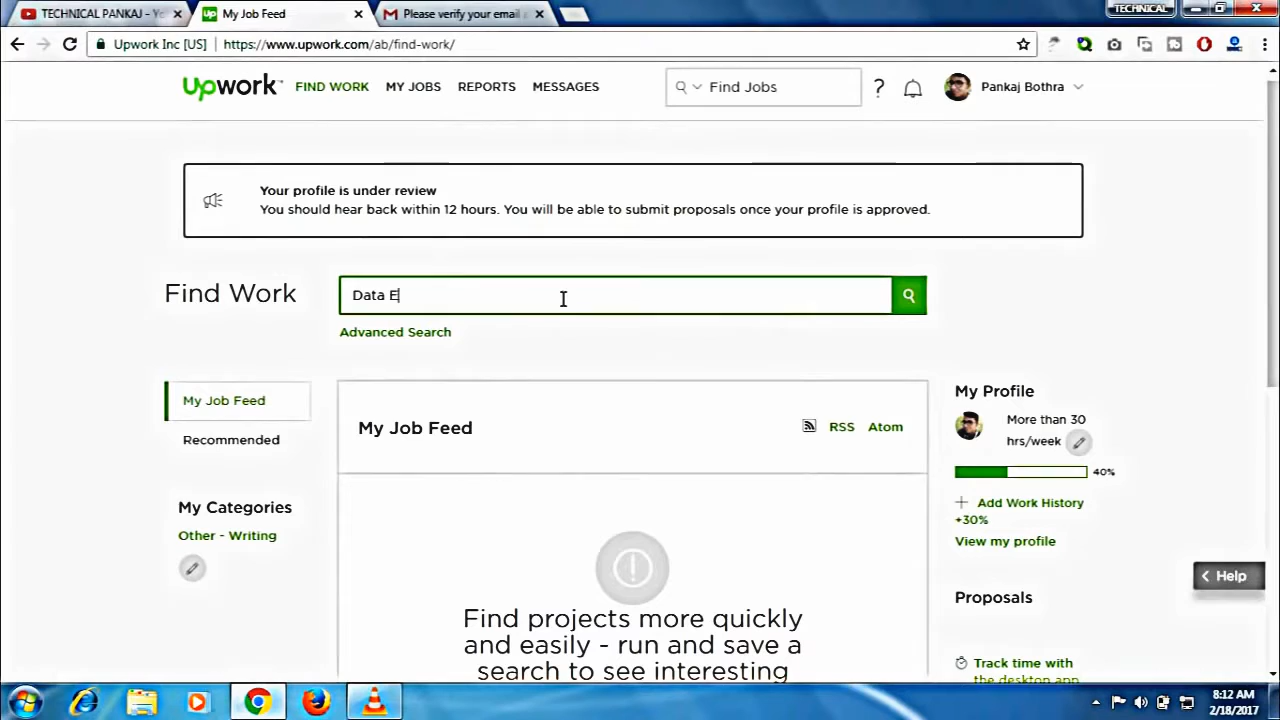 TECHNICAL PANKAJ - Yo
My Job Feed
Please verify your email a
TECHNICAL
Upwork Inc [US]
https://www.upwork.com/ab/find-work/
Upwork
FIND WORK
MY JOBS
REPORTS
MESSAGES
Find Jobs
?
Pankaj Bothra
Your profile is under review
You should hear back within 12 hours. You will be able to submit proposals once your profile is approved.
Find Work
Data E
Advanced Search
My Job Feed
Recommended
My Categories
Other - Writing
My Job Feed
RSS
Atom
Find projects more quickly
and easily - run and save a
search to see interesting
My Profile
More than 30
hrs/week
40%
Add Work History
+30%
View my profile
Help
Proposals
Track time with
the desktop app
8:12 AM
2/18/2017